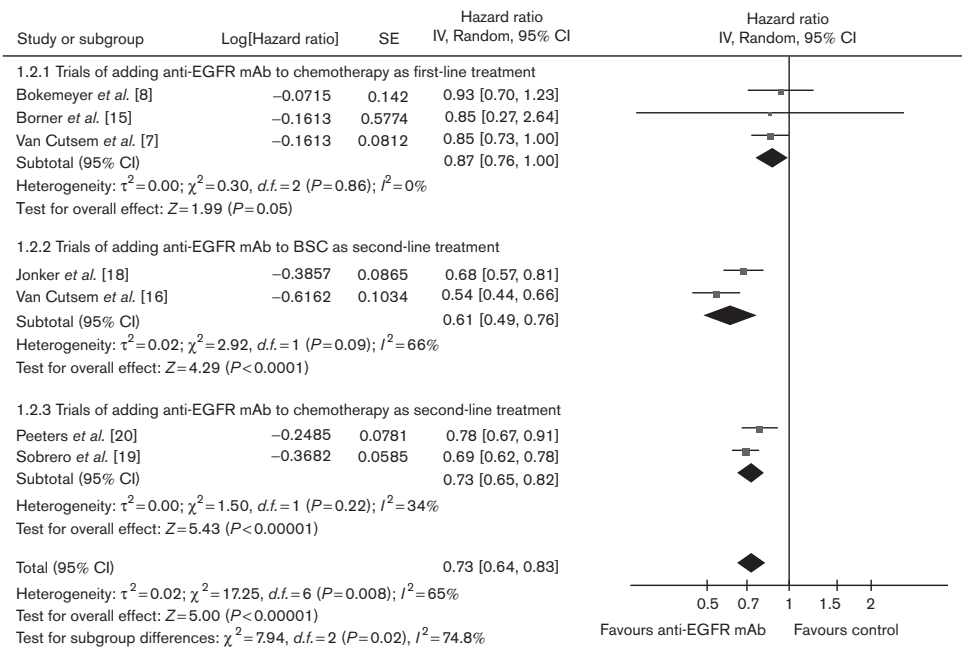 Hazard ratio Hazard ratio
Study or subgroup Log[Hazard ratio] SE IV, Random, 95% CI IV, Random, 95% CI
1.2.1 Trials of adding anti-EGFR mAb to chemotherapy as first-line treatment
Bokemeyer et al. [8] −0.0715 0.142 0.93 [0.70, 1.23]
Borner et al. [15] −0.1613 0.5774 0.85 [0.27, 2.64]
Van Cutsem et al. [7] −0.1613 0.0812 0.85 [0.73, 1.00]
Subtotal (95% CI) 0.87 [0.76, 1.00]
Heterogeneity: τ²=0.00; χ²=0.30, d.f.=2 (P=0.86); I²=0%
Test for overall effect: Z=1.99 (P=0.05)
1.2.2 Trials of adding anti-EGFR mAb to BSC as second-line treatment
Jonker et al. [18] −0.3857 0.0865 0.68 [0.57, 0.81]
Van Cutsem et al. [16] −0.6162 0.1034 0.54 [0.44, 0.66]
Subtotal (95% CI) 0.61 [0.49, 0.76]
Heterogeneity: τ²=0.02; χ²=2.92, d.f.=1 (P=0.09); I²=66%
Test for overall effect: Z=4.29 (P<0.0001)
1.2.3 Trials of adding anti-EGFR mAb to chemotherapy as second-line treatment
Peeters et al. [20] −0.2485 0.0781 0.78 [0.67, 0.91]
Sobrero et al. [19] −0.3682 0.0585 0.69 [0.62, 0.78]
Subtotal (95% CI) 0.73 [0.65, 0.82]
Heterogeneity: τ²=0.00; χ²=1.50, d.f.=1 (P=0.22); I²=34%
Test for overall effect: Z=5.43 (P<0.00001)
Total (95% CI) 0.73 [0.64, 0.83]
Heterogeneity: τ²=0.02; χ²=17.25, d.f.=6 (P=0.008); I²=65%
Test for overall effect: Z=5.00 (P<0.00001)
Test for subgroup differences: χ²=7.94, d.f.=2 (P=0.02), I²=74.8%
0.5 0.7 1 1.5 2
Favours anti-EGFR mAb Favours control